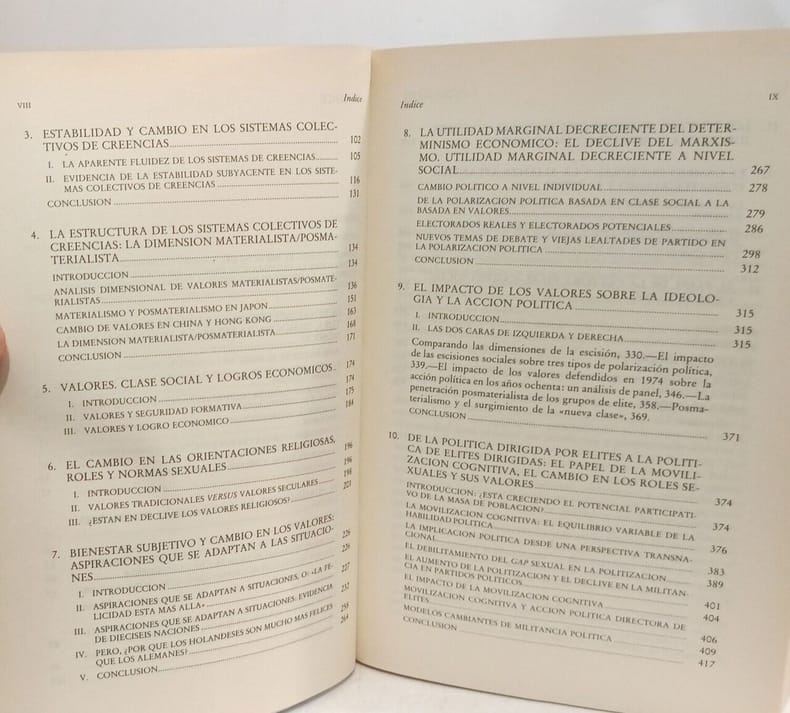 VIII
Indice
3. ESTABILIDAD Y CAMBIO EN LOS SISTEMAS COLEC-
TIVOS DE CREENCIAS 102
I. LA APARENTE FLUIDEZ DE LOS SISTEMAS DE CREENCIAS 105
II. EVIDENCIA DE LA ESTABILIDAD SUBYACENTE EN LOS SISTE-
MAS COLECTIVOS DE CREENCIAS 116
CONCLUSION 131
4. LA ESTRUCTURA DE LOS SISTEMAS COLECTIVOS DE
CREENCIAS: LA DIMENSION MATERIALISTA/POSMA-
TERIALISTA 134
INTRODUCCION 134
ANALISIS DIMENSIONAL DE VALORES MATERIALISTAS/POSMATE-
RIALISTAS 136
MATERIALISMO Y POSMATERIALISMO EN JAPON 151
CAMBIO DE VALORES EN CHINA Y HONG KONG 163
LA DIMENSION MATERIALISTA/POSMATERIALISTA 168
CONCLUSION 171
5. VALORES, CLASE SOCIAL Y LOGROS ECONOMICOS 174
I. INTRODUCCION 174
II. VALORES Y SEGURIDAD FORMATIVA 175
III. VALORES Y LOGRO ECONOMICO 188
6. EL CAMBIO EN LAS ORIENTACIONES RELIGIOSAS,
ROLES Y NORMAS SEXUALES 196
I. INTRODUCCION 196
II. VALORES TRADICIONALES VERSUS VALORES SECULARES 198
III. ¿ESTAN EN DECLIVE LOS VALORES RELIGIOSOS? 201
7. BIENESTAR SUBJETIVO Y CAMBIO EN LOS VALORES:
ASPIRACIONES QUE SE ADAPTAN A LAS SITUACIO-
NES 226
I. INTRODUCCION 226
II. ASPIRACIONES QUE SE ADAPTAN A SITUACIONES, O: «LA FE-
LICIDAD ESTA MAS ALLA» 227
III. ASPIRACIONES QUE SE ADAPTAN A SITUACIONES: EVIDENCIA
DE DIECISEIS NACIONES 232
IV. PERO, ¿POR QUE LOS HOLANDESES SON MUCHO MAS FELICES
QUE LOS ALEMANES? 258
V. CONCLUSION 264
Indice
IX
8. LA UTILIDAD MARGINAL DECRECIENTE DEL DETER-
MINISMO ECONOMICO: EL DECLIVE DEL MARXIS-
MO. UTILIDAD MARGINAL DECRECIENTE A NIVEL
SOCIAL 267
CAMBIO POLITICO A NIVEL INDIVIDUAL 278
DE LA POLARIZACION POLITICA BASADA EN CLASE SOCIAL A LA
BASADA EN VALORES 279
ELECTORADOS REALES Y ELECTORADOS POTENCIALES 286
NUEVOS TEMAS DE DEBATE Y VIEJAS LEALTADES DE PARTIDO EN
LA POLARIZACION POLITICA 298
CONCLUSION 312
9. EL IMPACTO DE LOS VALORES SOBRE LA IDEOLO-
GIA Y LA ACCION POLITICA 315
I. INTRODUCCION 315
II. LAS DOS CARAS DE IZQUIERDA Y DERECHA 315
Comparando las dimensiones de la escisión, 330.—El impacto
de las escisiones sociales sobre tres tipos de polarización política,
339.—El impacto de los valores defendidos en 1974 sobre la
acción política en los años ochenta: un análisis de panel, 346.—La
penetración posmaterialista de los grupos de elite, 358.—Posma-
terialismo y el surgimiento de la «nueva clase», 369.
CONCLUSION 371
10. DE LA POLITICA DIRIGIDA POR ELITES A LA POLITI-
CA DE ELITES DIRIGIDAS: EL PAPEL DE LA MOVILI-
ZACION COGNITIVA, EL CAMBIO EN LOS ROLES SE-
XUALES Y SUS VALORES 374
INTRODUCCION: ¿ESTA CRECIENDO EL POTENCIAL PARTICIPATI-
VO DE LA MASA DE POBLACION? 374
LA MOVILIZACION COGNITIVA: EL EQUILIBRIO VARIABLE DE LA
HABILIDAD POLITICA 376
LA IMPLICACION POLITICA DESDE UNA PERSPECTIVA TRANSNA-
CIONAL 383
EL DEBILITAMIENTO DEL GAP SEXUAL EN LA POLITIZACION 389
EL AUMENTO DE LA POLITIZACION Y EL DECLIVE EN LA MILITAN-
CIA EN PARTIDOS POLITICOS 401
EL IMPACTO DE LA MOVILIZACION COGNITIVA 404
MOVILIZACION COGNITIVA Y ACCION POLITICA DIRECTORA DE
ELITES 406
MODELOS CAMBIANTES DE MILITANCIA POLITICA 409
CONCLUSION 417